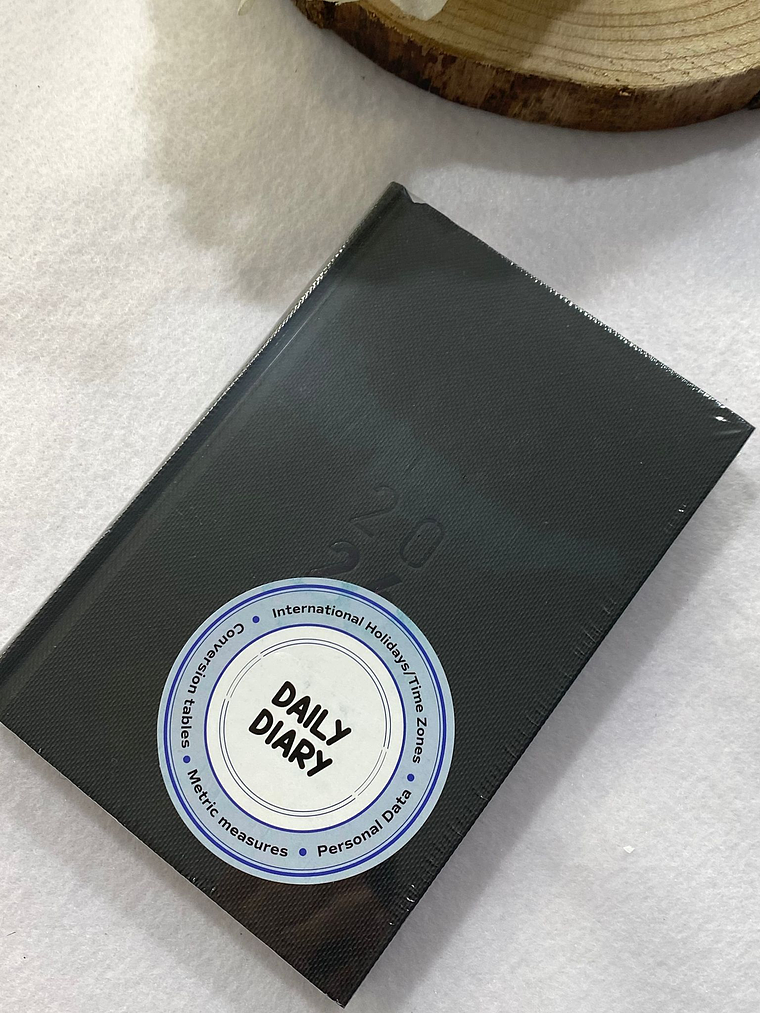 20
DAILY
DIARY
International Holidays/Time Zones
Personal Data
Metric measures
Conversion tables